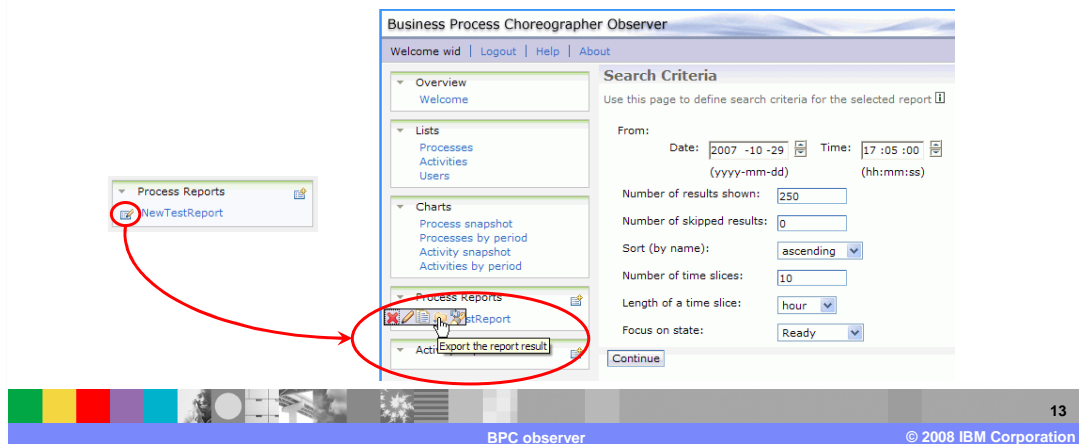 Business Process Choreographer Observer
Welcome wid | Logout | Help | About
Overview
Welcome
Lists
Processes
Activities
Users
Charts
Process snapshot
Processes by period
Activity snapshot
Activities by period
Process Reports
stReport
Export the report result
Activ
Search Criteria
Use this page to define search criteria for the selected report i
From:
Date: 2007 -10 -29 Time: 17 :05 :00
(yyyy-mm-dd) (hh:mm:ss)
Number of results shown: 250
Number of skipped results: 0
Sort (by name): ascending
Number of time slices: 10
Length of a time slice: hour
Focus on state: Ready
Continue
Process Reports
NewTestReport
13
BPC observer © 2008 IBM Corporation